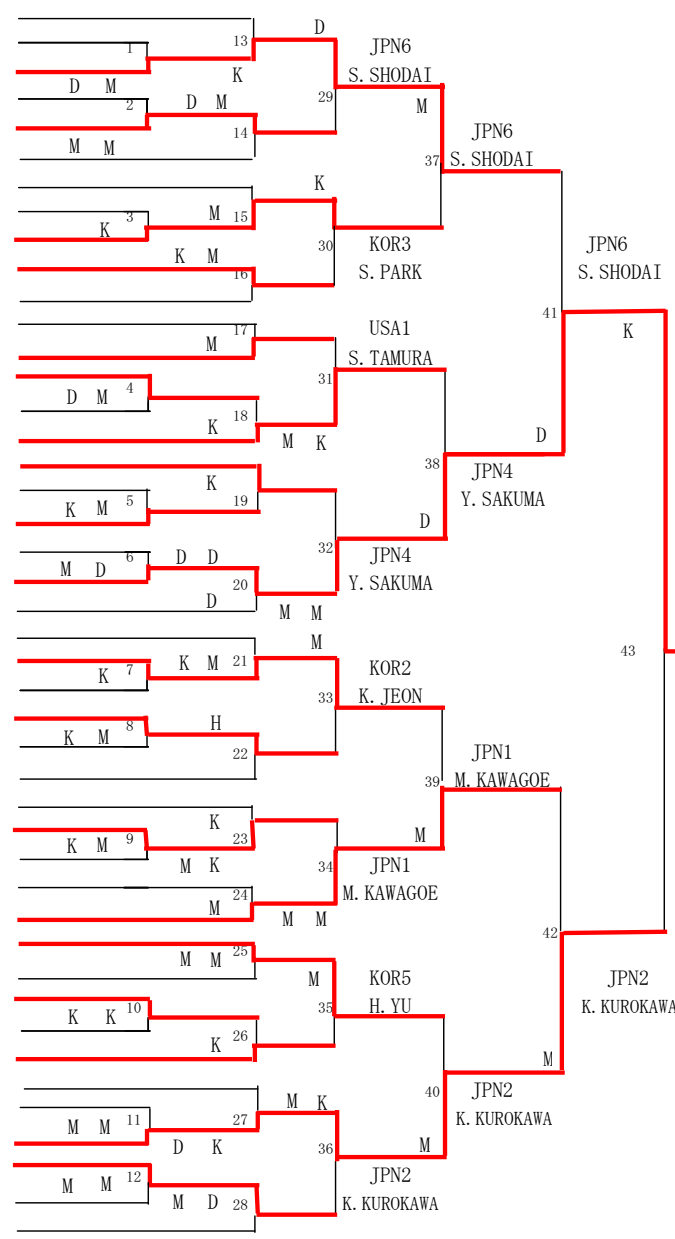 D
13
JPN6
1
K
S. SHODAI
D M
29
2
D M
M
14
JPN6
M M
37
S. SHODAI
K
3
M 15
K
JPN6
30
KOR3
K M
S. PARK
S. SHODAI
16
41
17
USA1
K
M
S. TAMURA
31
4
D M
18
K
D
M K
38
JPN4
K
5
19
Y. SAKUMA
K M
D
32
6
D D
JPN4
M D
20
Y. SAKUMA
D
M M
M
43
K M 21
KOR2
7
K
33
K. JEON
8
H
K M
22
JPN1
39
M. KAWAGOE
K
9
23
M
K M
34
JPN1
M K
24
M. KAWAGOE
M
M M
42
25
M M
M
KOR5
JPN2
10
35
H. YU
K K
26
K. KUROKAWA
K
M
40
JPN2
M K
11
27
K. KUROKAWA
M M
D K
M
36
12
JPN2
M M
M D 28
K. KUROKAWA